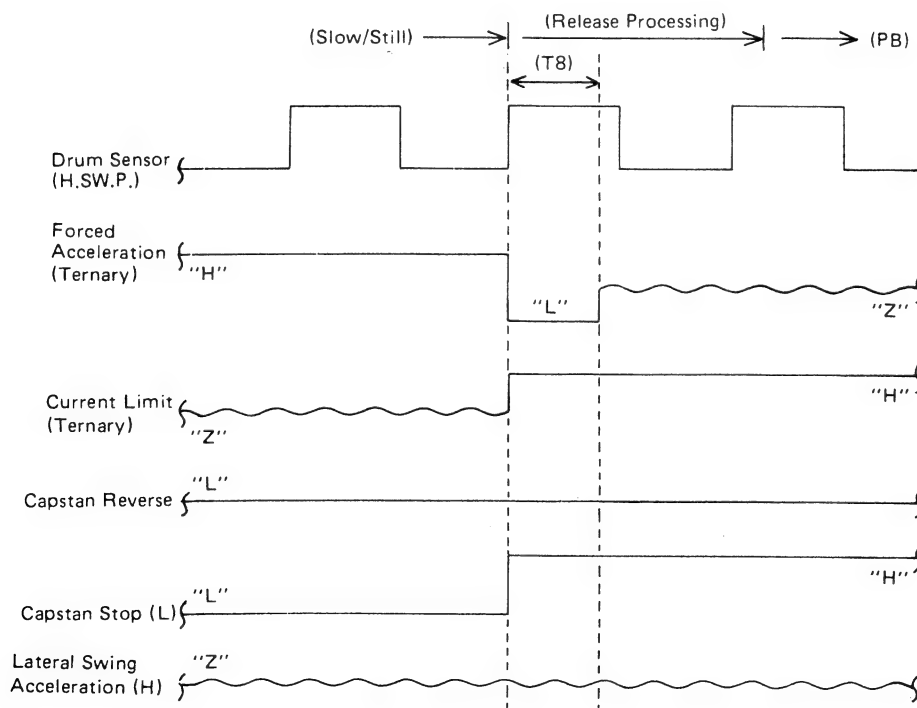 (Slow/Still)
(Release Processing)
(PB)
(T8)
Drum Sensor
(H.SW.P.)
Forced
Acceleration
(Ternary)
"H"
"L"
"Z"
Current Limit
(Ternary)
"Z"
"H"
Capstan Reverse
"L"
Capstan Stop (L)
"L"
"H"
Lateral Swing
Acceleration (H)
"Z"